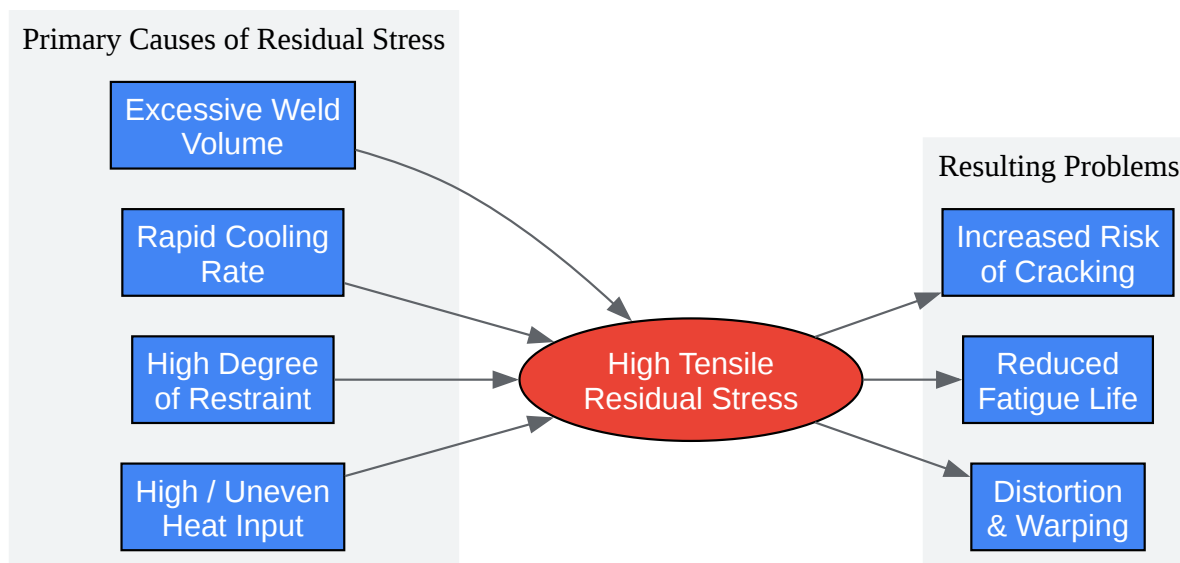 Primary Causes of Residual Stress
Excessive Weld
Volume
Rapid Cooling
Rate
High Degree
of Restraint
High / Uneven
Heat Input
High Tensile
Residual Stress
Resulting Problems
Increased Risk
of Cracking
Reduced
Fatigue Life
Distortion
& Warping